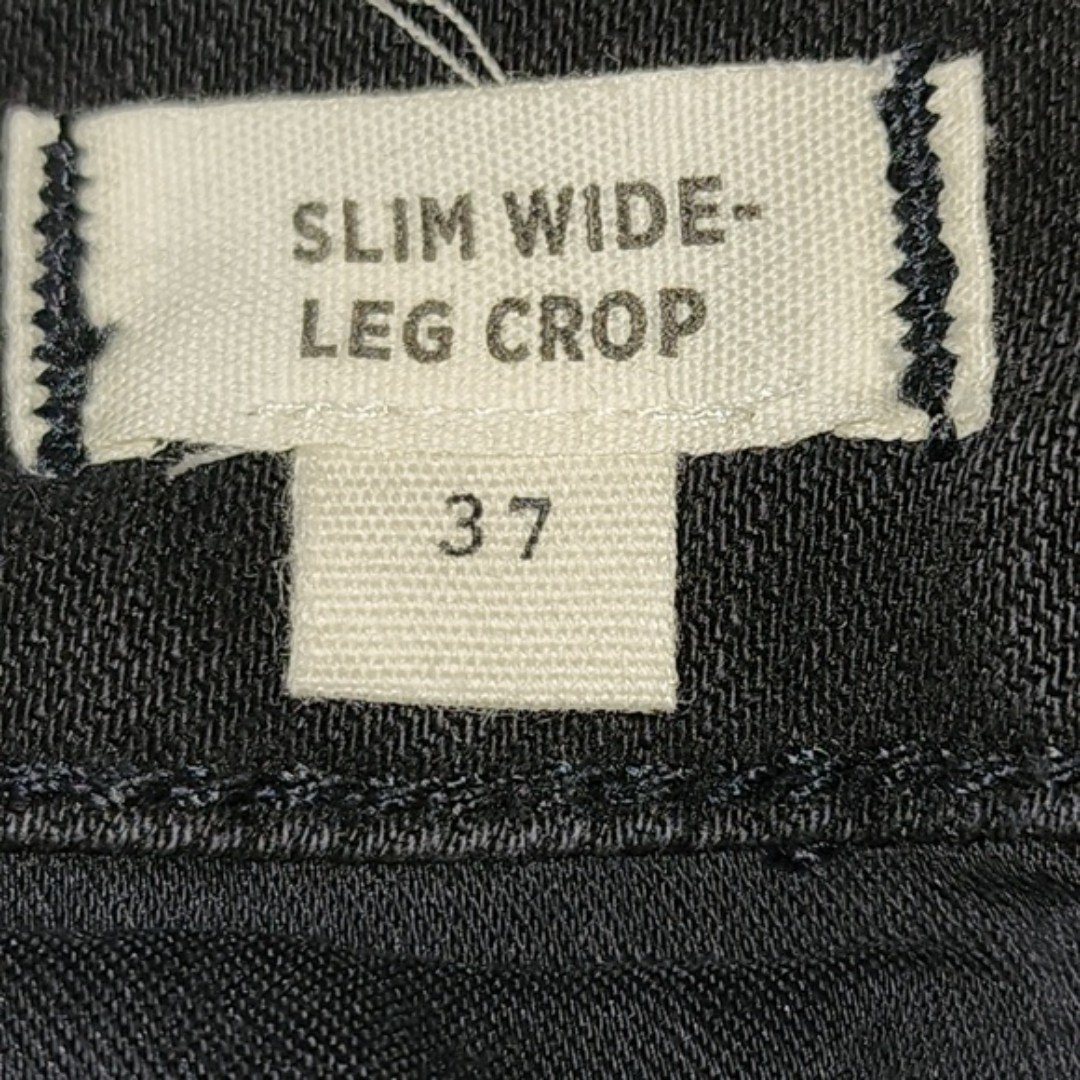 SLIM WIDE-
LEG CROP
37